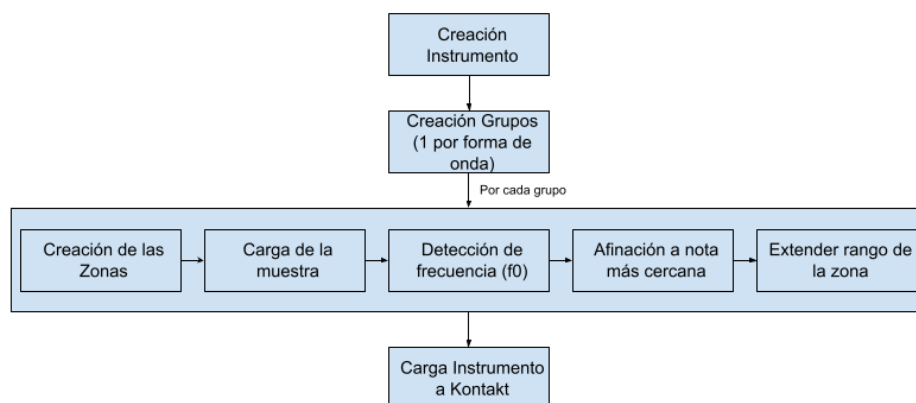 Creación
Instrumento
Creación Grupos
(1 por forma de
onda)
Por cada grupo
Creación de las
Zonas
Carga de la
muestra
Detección de
frecuencia (f0)
Afinación a nota
más cercana
Extender rango de
la zona
Carga Instrumento
a Kontakt